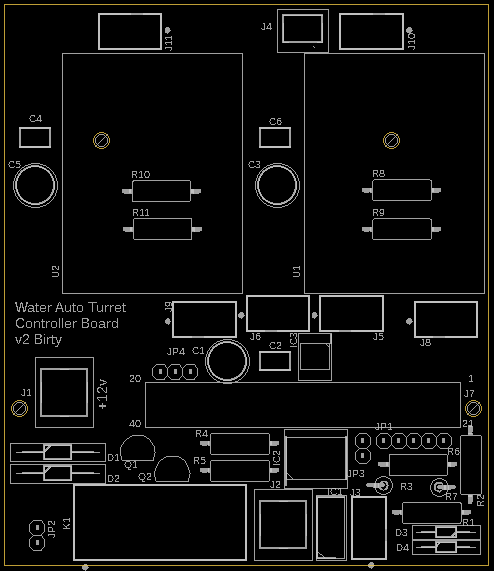 J11
J4
J10
C4
C6
C5
C3
R10
R8
R11
R9
U2
U1
Water Auto Turret
Controller Board
v2 Birty
J9
J6
IC3
J5
J8
JP4
C1
C2
20
1
J1
+12v
J7
40
21
JP1
R4
R6
D1
Q1
R5
IC2
JP3
D2
Q2
J2
R3
R7
R2
IC1
J3
K1
JP2
R1
D3
D4